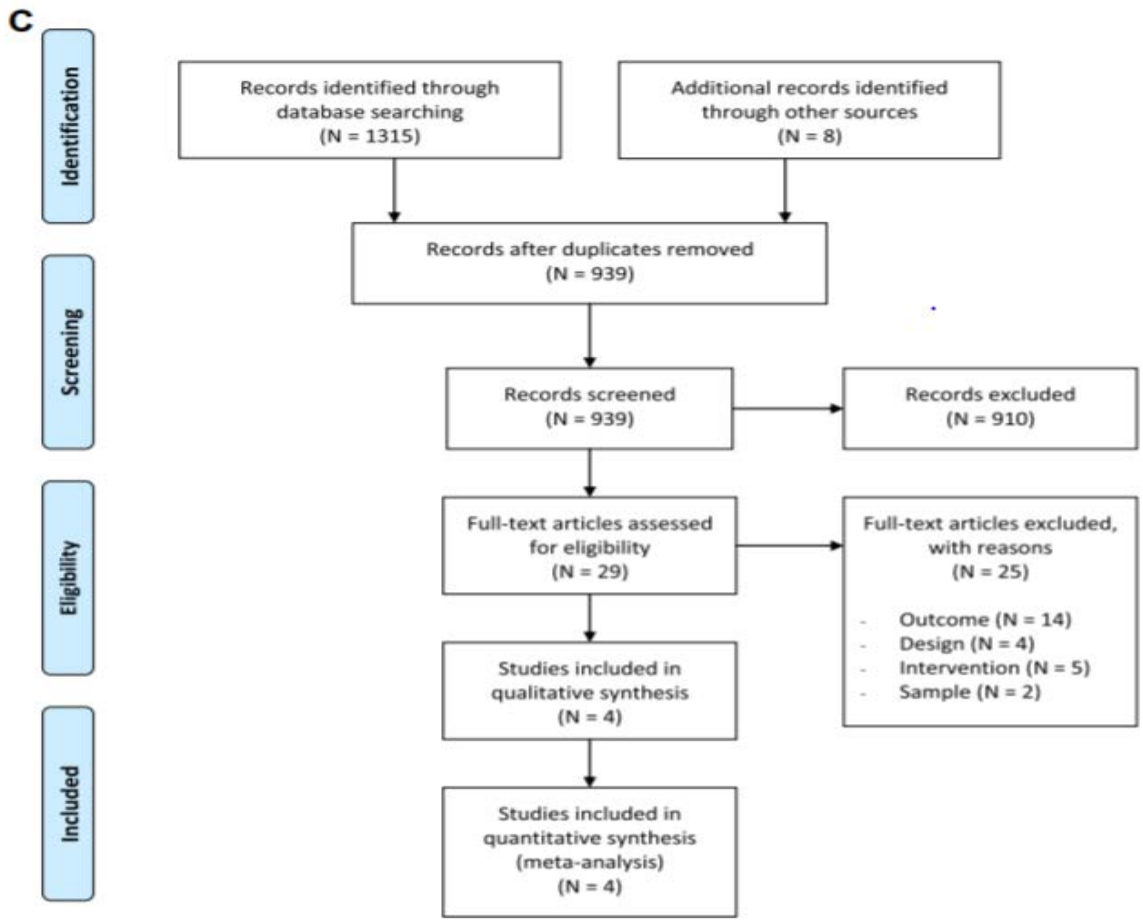 C
Identification
Records identified through
database searching
(N = 1315)
Additional records identified
through other sources
(N = 8)
Records after duplicates removed
(N = 939)
Screening
Records screened
(N = 939)
Records excluded
(N = 910)
Eligibility
Full-text articles assessed
for eligibility
(N = 29)
Full-text articles excluded,
with reasons
(N = 25)
- Outcome (N = 14)
- Design (N = 4)
- Intervention (N = 5)
- Sample (N = 2)
Studies included in
qualitative synthesis
(N = 4)
Included
Studies included in
quantitative synthesis
(meta-analysis)
(N = 4)